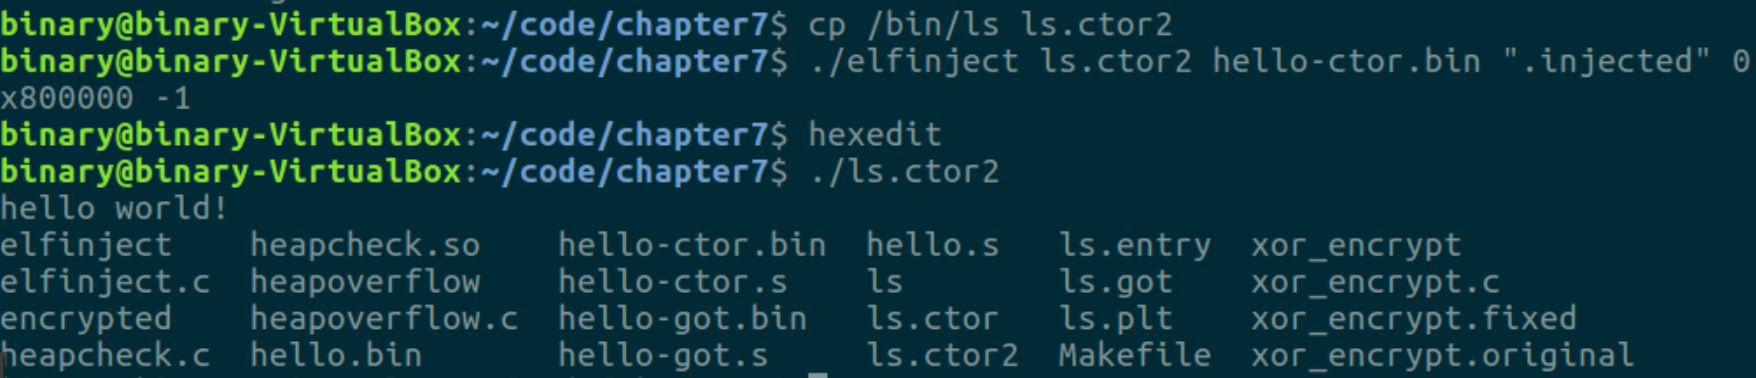 binary@binary-VirtualBox:~/code/chapter7$ cp /bin/ls ls.ctor2
binary@binary-VirtualBox:~/code/chapter7$ ./elfinject ls.ctor2 hello-ctor.bin ".injected" 0
x800000 -1
binary@binary-VirtualBox:~/code/chapter7$ hexedit
binary@binary-VirtualBox:~/code/chapter7$ ./ls.ctor2
hello world!
elfinject    heapcheck.so    hello-ctor.bin  hello.s   ls.entry  xor_encrypt
elfinject.c  heapoverflow    hello-ctor.s    ls        ls.got    xor_encrypt.c
encrypted    heapoverflow.c  hello-got.bin   ls.ctor   ls.plt    xor_encrypt.fixed
heapcheck.c  hello.bin       hello-got.s     ls.ctor2  Makefile  xor_encrypt.original